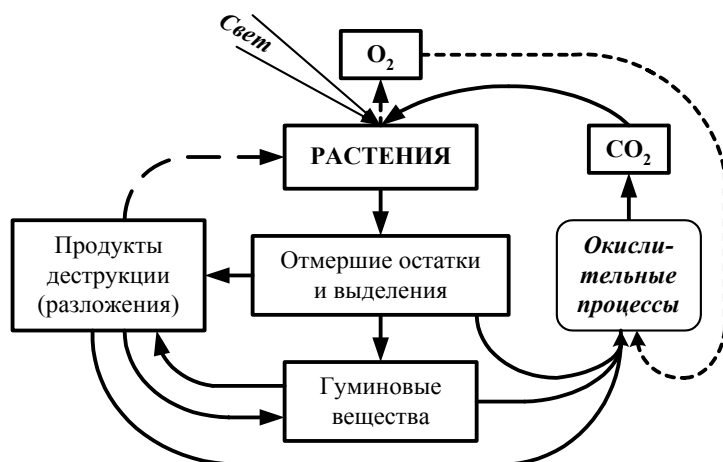 Свет
O₂
РАСТЕНИЯ
CO₂
Продукты
деструкции
(разложения)
Отмершие остатки
и выделения
Окисли-
тельные
процессы
Гуминовые
вещества